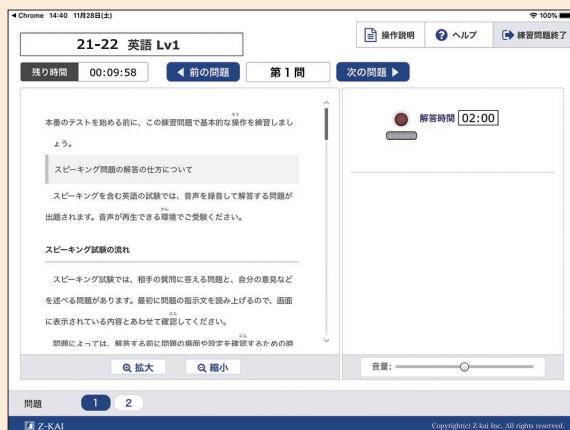 Chrome 14:40 11月28日(土) 100%
21-22 英語 Lv1
操作説明 ? ヘルプ 練習問題終了
残り時間 00:09:58 前の問題 第1問 次の問題
本番のテストを始める前に、この練習問題で基本的な操作を練習しまし
ょう。
スピーキング問題の解答の仕方について
スピーキングを含む英語の試験では、音声を録音して解答する問題が
出題されます。音声が再生できる環境でご受験ください。
スピーキング試験の流れ
スピーキング試験では、相手の質問に答える問題と、自分の意見など
を述べる問題があります。最初に問題の指示文を読み上げるので、画面
に表示されている内容とあわせて確認してください。
問題によっては、解答する前に問題の場面や設定を確認するための時
拡大 縮小
解答時間 02:00
音量:
問題 1 2
Z-KAI Copyright(c) Z-kai Inc. All rights reserved.